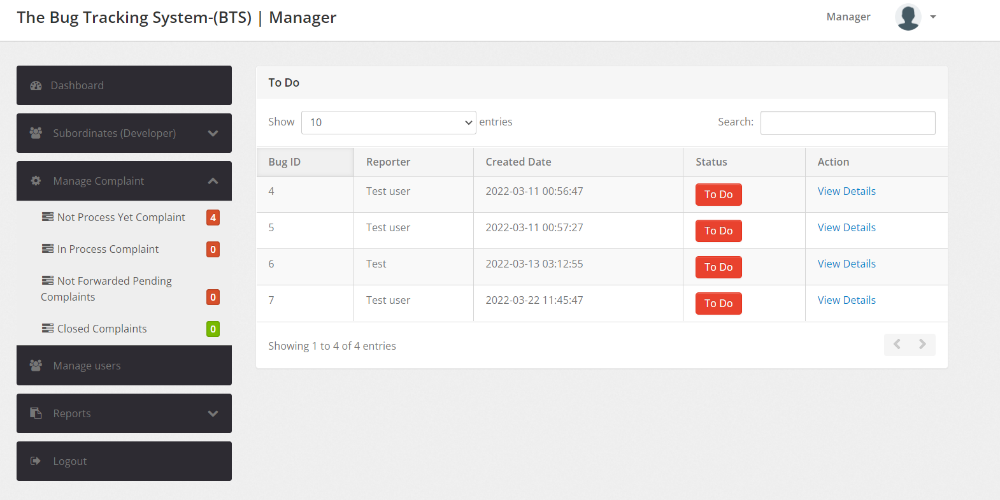 The Bug Tracking System-(BTS) | Manager
Manager
Dashboard
Subordinates (Developer)
Manage Complaint
Not Process Yet Complaint 4
In Process Complaint 0
Not Forwarded Pending
Complaints 0
Closed Complaints 0
Manage users
Reports
Logout
To Do
Show 10 entries Search:
Bug ID Reporter Created Date Status Action
4 Test user 2022-03-11 00:56:47 To Do View Details
5 Test user 2022-03-11 00:57:27 To Do View Details
6 Test 2022-03-13 03:12:55 To Do View Details
7 Test user 2022-03-22 11:45:47 To Do View Details
Showing 1 to 4 of 4 entries